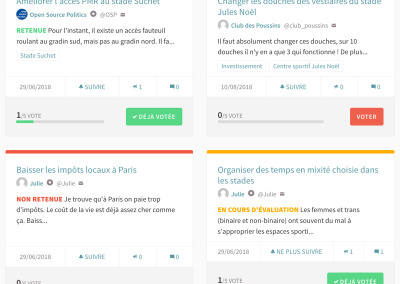 Améliorer l'accès PMR au stade Suchet
Open Source Politics @OSP
RETENUE Pour l'instant, il existe un accès fauteuil
roulant au gradin sud, mais pas au gradin nord. Il fa...
Stade Suchet
29/06/2018 SUIVRE 1 0
1/5 VOTE
DÉJÀ VOTÉE
Changer les douches des vestiaires du stade
Jules Noël
Club des Poussins @club_poussins
Il faut absolument changer ces douches, sur 10
douches il n'y en a que 3 qui fonctionne ! De plus...
Investissement Centre sportif Jules Noël
10/08/2018 SUIVRE 0 0
0/5 VOTE
VOTER
Baisser les impôts locaux à Paris
Julie @Julie
NON RETENUE Je trouve qu'à Paris on paie trop
d'impôts. Le coût de la vie est déjà assez cher comme
ça. Baiss...
29/06/2018 SUIVRE 0 0
0/5 VOTE
Organiser des temps en mixité choisie dans
les stades
Julie @Julie
EN COURS D'ÉVALUATION Les femmes et trans
(binaire et non-binaire) ont souvent du mal à
s'approprier les espaces sporti...
29/06/2018 NE PLUS SUIVRE 1 1
1/5 VOTE
DÉJÀ VOTÉE